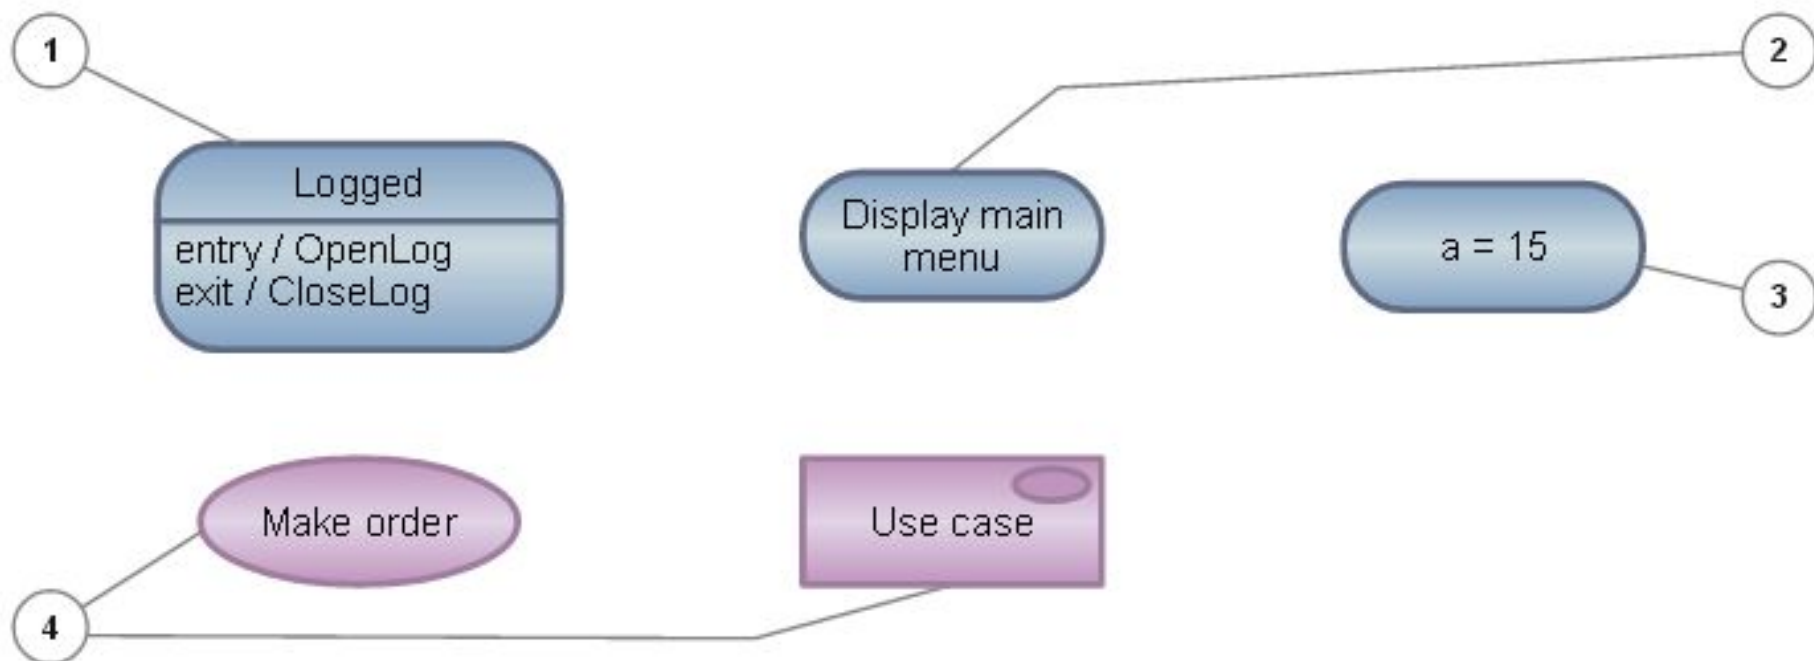 1
2
Logged
entry / OpenLog
exit / CloseLog
Display main
menu
a = 15
3
Make order
Use case
4